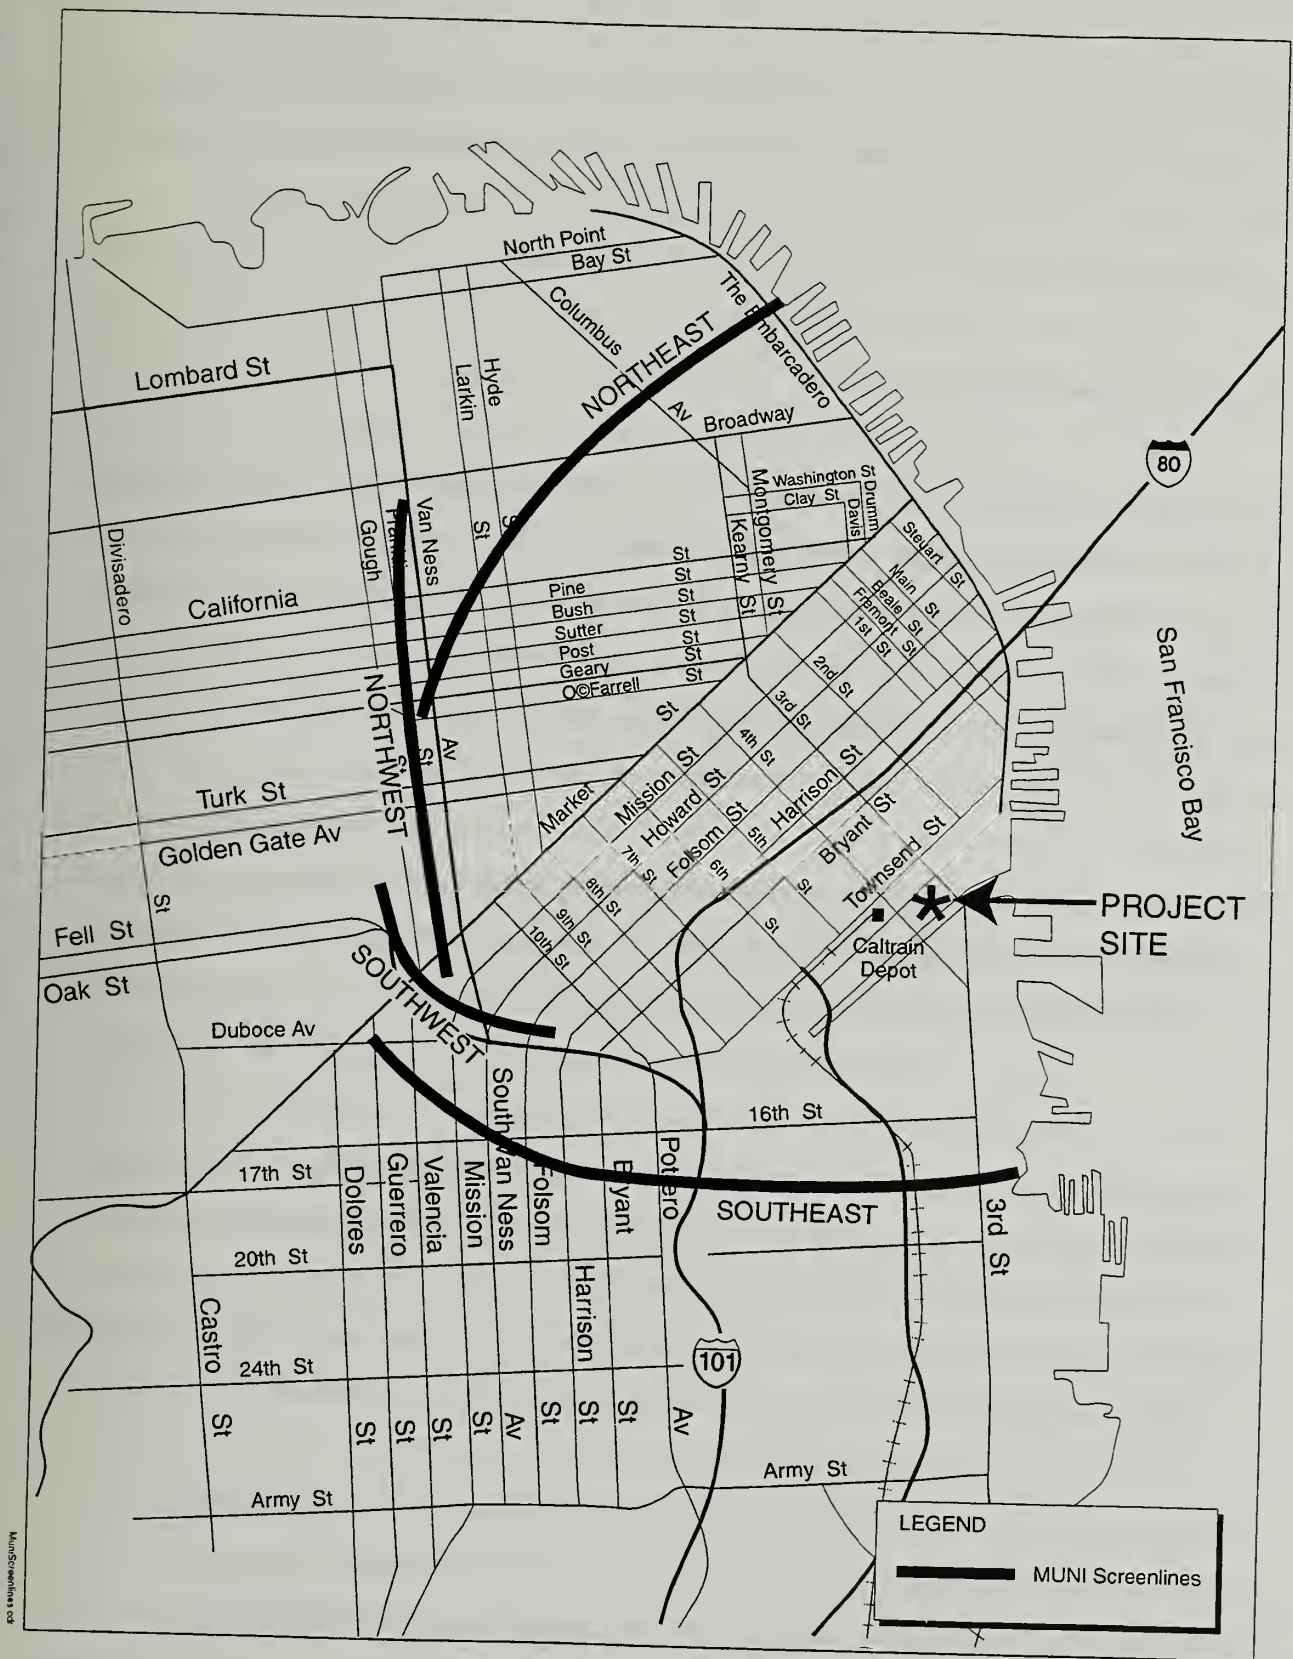 North Point
Bay St
The Embarcadero
Columbus
Av
NORTHEAST
Lombard St
Hyde
St
Larkin
St
Broadway
80
Washington St
Clay St
Drumm
Davis
Montgomery
St
Kearny
St
Van Ness
Av
Franklin
St
Gough
St
Divisadero
St
California
St
Pine
St
Bush
St
Sutter
St
Post
St
Geary
St
O©Farrell
St
Steuart
St
Main
St
Beale
St
Fremont
St
1st
St
2nd
St
3rd
St
4th
St
5th
St
6th
St
7th
St
8th
St
9th
St
10th
St
San Francisco Bay
NORTHWEST
Market
St
Mission
St
Howard
St
Folsom
St
Harrison
St
Bryant
St
Townsend
St
Turk St
Golden Gate Av
PROJECT
SITE
Caltrain
Depot
Fell St
Oak St
SOUTHWEST
Duboce Av
16th St
17th St
Dolores
St
Guerrero
St
Valencia
St
Mission
St
South Van Ness
Av
Folsom
St
Harrison
St
Bryant
St
Potrero
Av
SOUTHEAST
3rd
St
20th St
Castro
St
24th St
101
Army St
Army St
LEGEND
MUNI Screenlines
MuniScreenlines.cdr